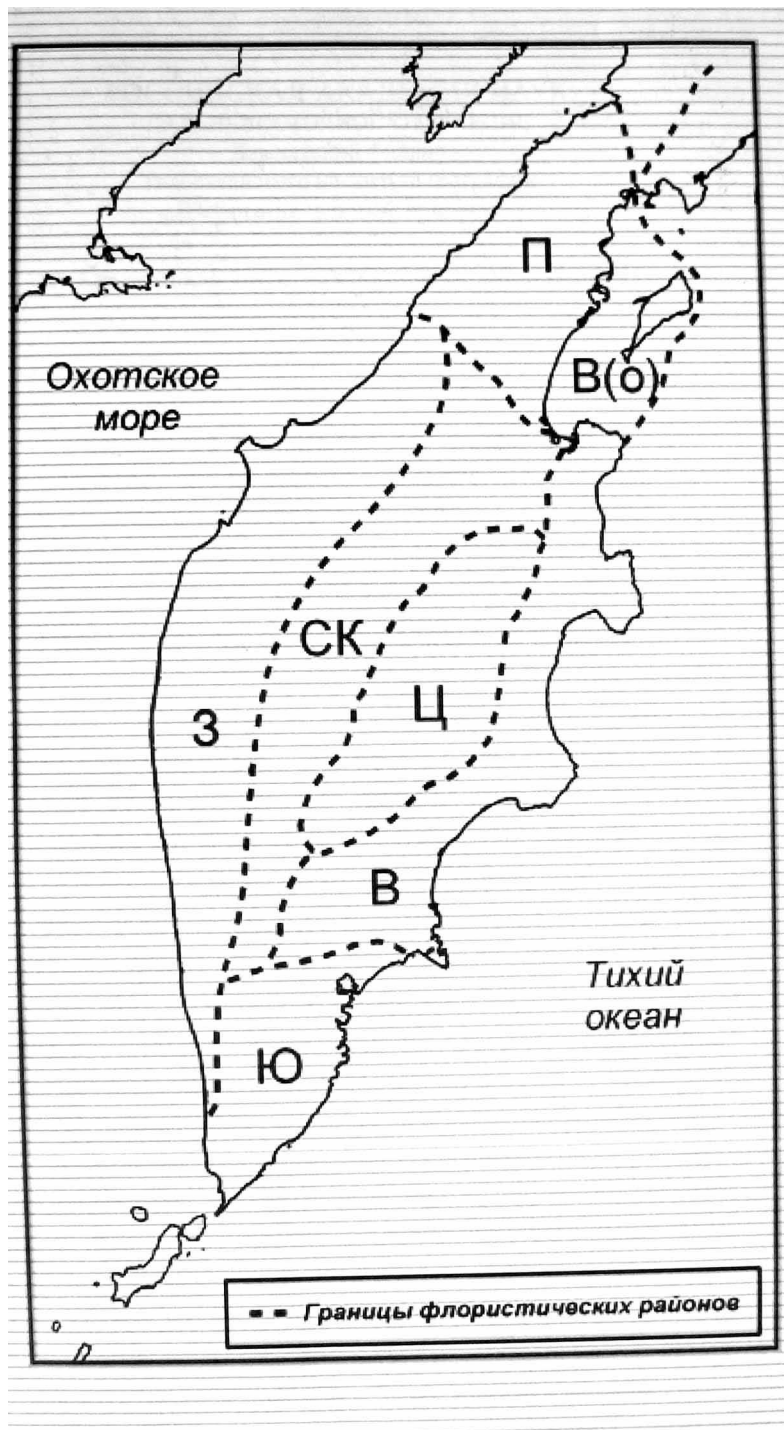 П
Охотское
море
В(о)
СК
Ц
З
В
Тихий
океан
Ю
Границы флористических районов